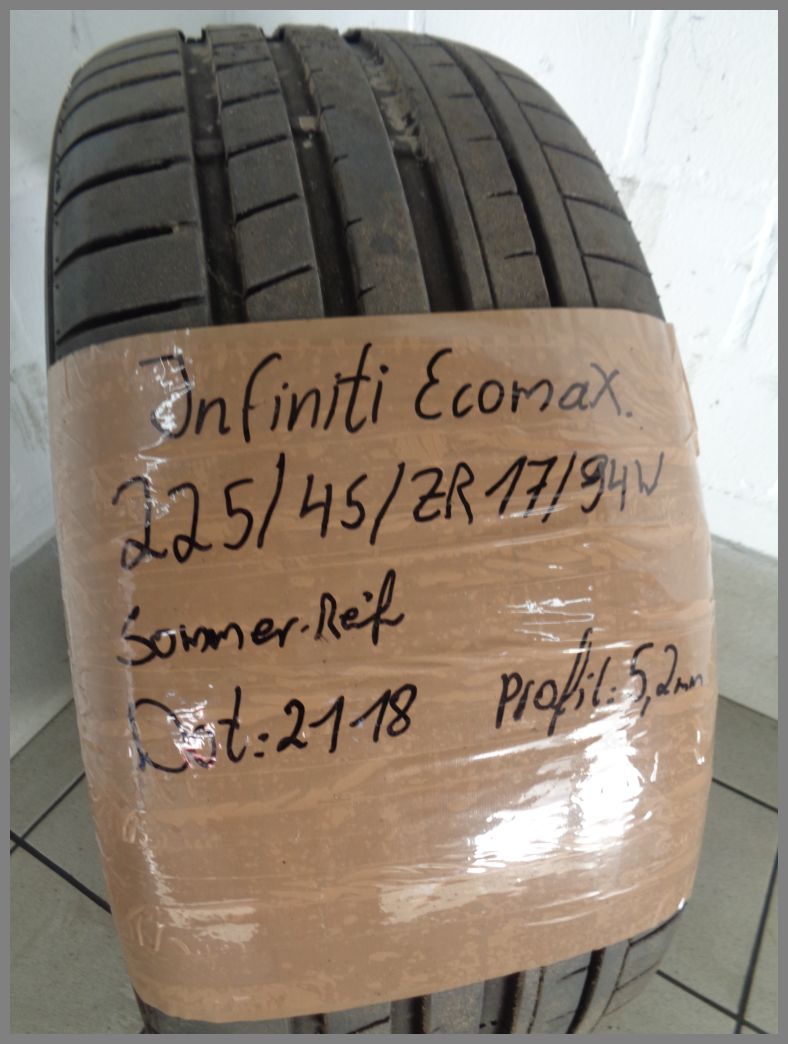 Infiniti Ecomax.
225/45/ZR17/94W
Sommer-Reif
Dot: 2118 Profil: 5,2mm